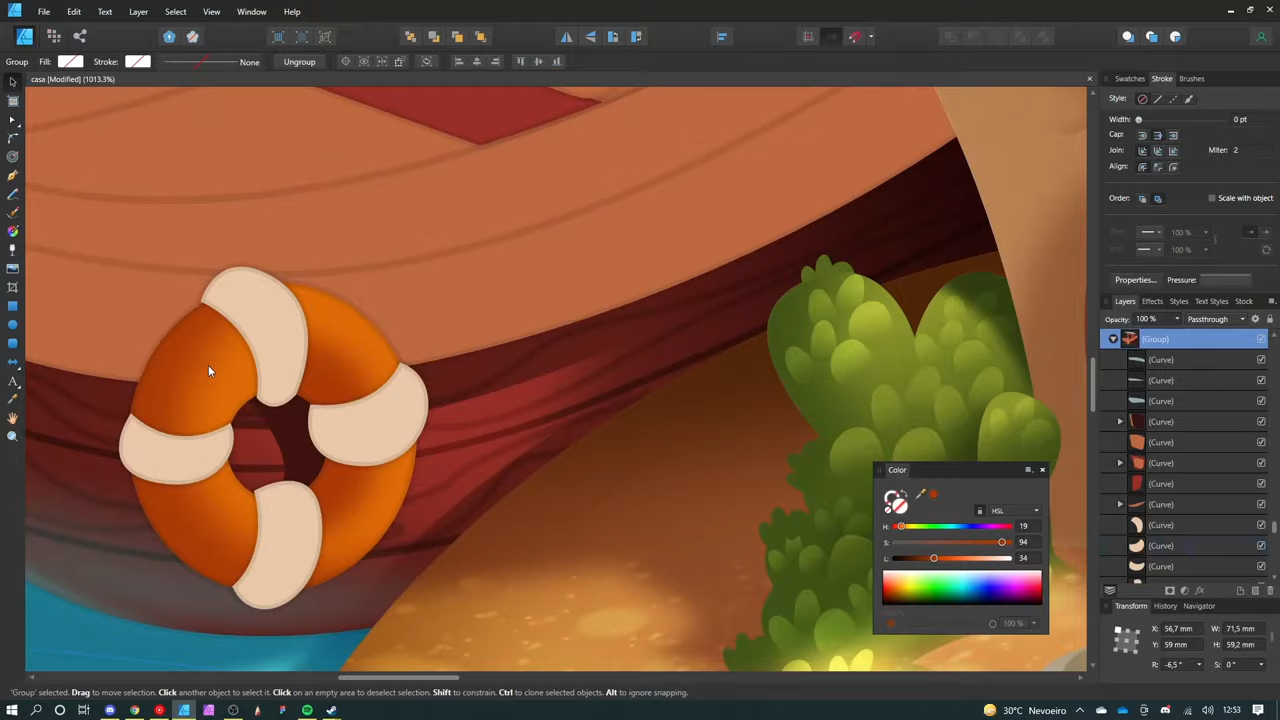 File Edit Text Layer Select View Window Help
Group Fill: Stroke: None Ungroup
casa [Modified] (1013.3%)
Swatches Stroke Brushes
Style:
Width: 0 pt
Cap:
Join: Miter: 2
Align:
Order: Scale with object
100 % 100 %
Properties... Pressure:
Layers Effects Styles Text Styles Stock
Opacity: 100 % Passthrough
(Group)
(Curve)
(Curve)
(Curve)
(Curve)
(Curve)
(Curve)
(Curve)
(Curve)
(Curve)
(Curve)
(Curve)
Color
HSL
H: 19
S: 94
L: 34
100 %
Transform History Navigator
X: 56,7 mm W: 71,5 mm
Y: 59 mm H: 59,2 mm
R: -6,5 ° S: 0 °
'Group' selected. Drag to move selection. Click another object to select it. Click on an empty area to deselect selection. Shift to constrain. Ctrl to clone selected objects. Alt to ignore snapping.
30°C Nevoeiro 12:53